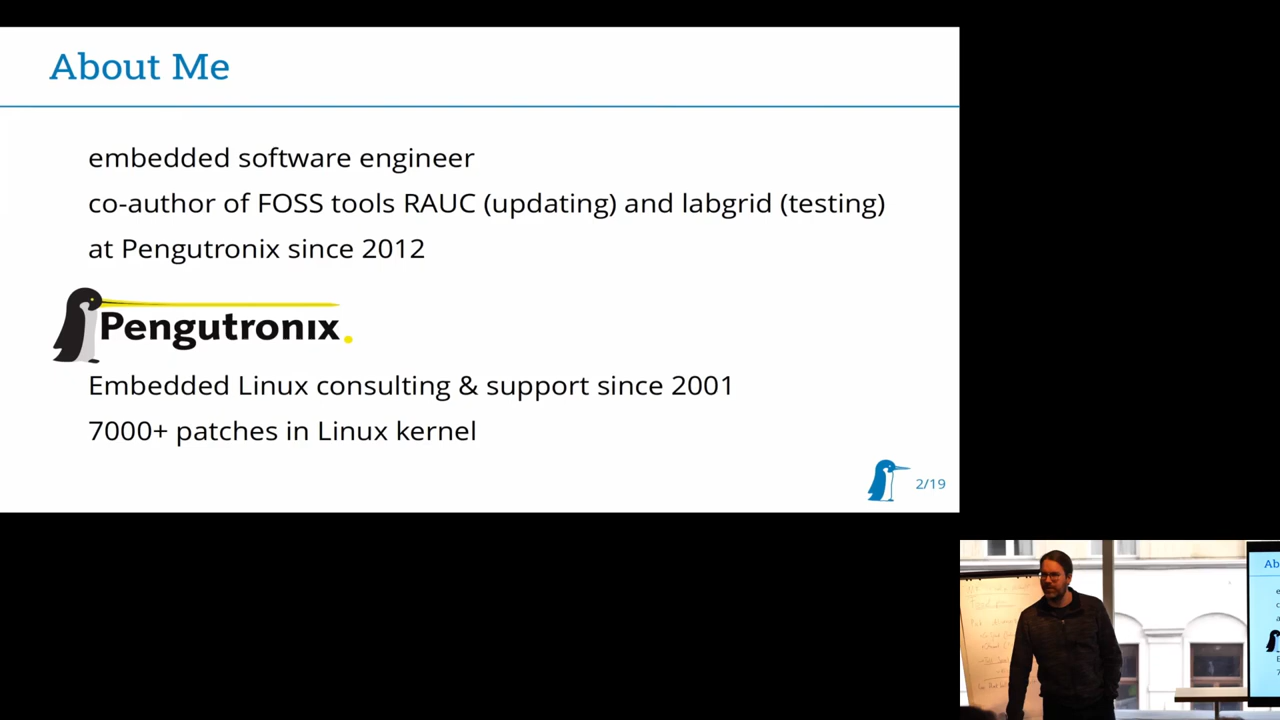 About Me
embedded software engineer
co-author of FOSS tools RAUC (updating) and labgrid (testing)
at Pengutronix since 2012
Pengutronix.
Embedded Linux consulting & support since 2001
7000+ patches in Linux kernel
2/19
Ab